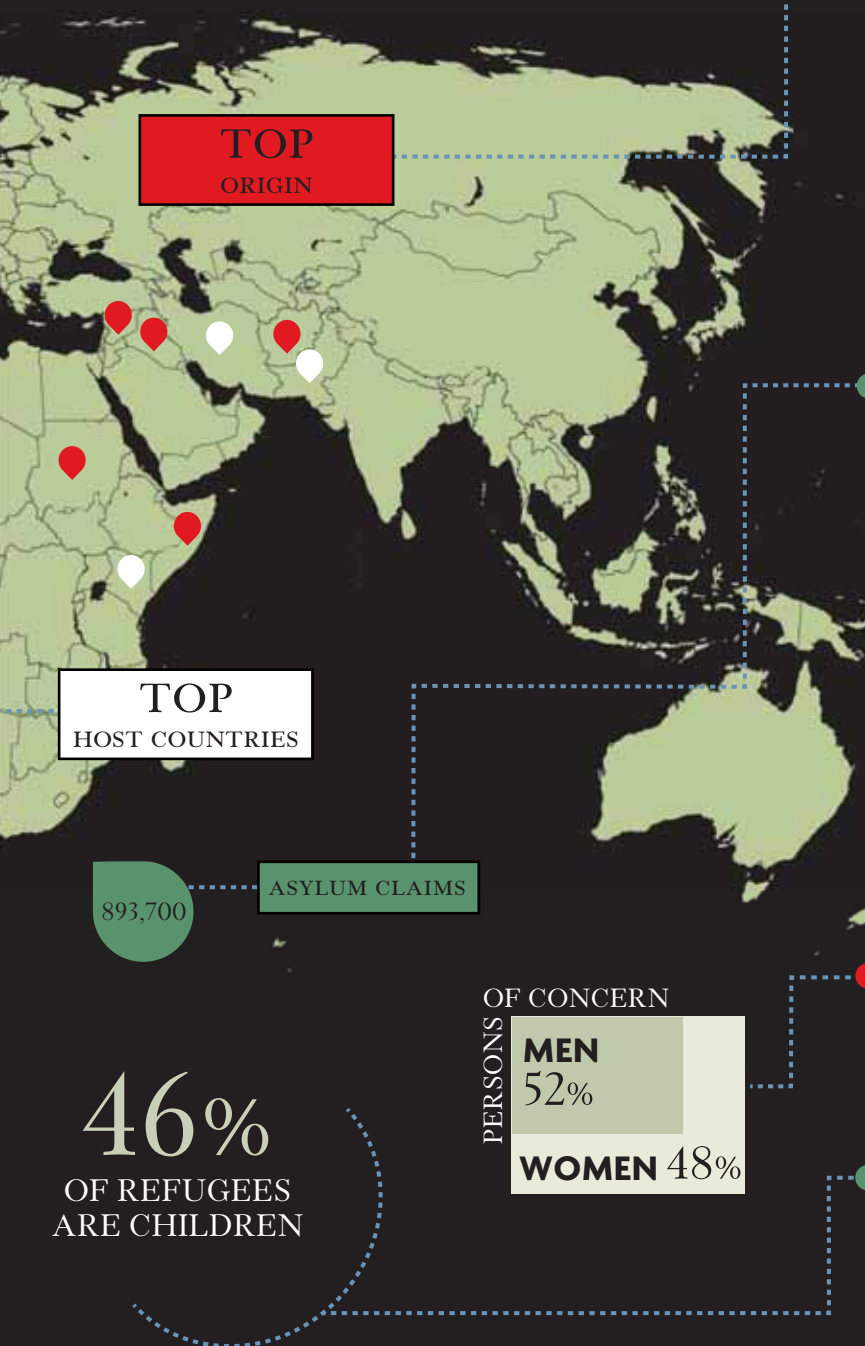 TOP
ORIGIN
TOP
HOST COUNTRIES
893,700
ASYLUM CLAIMS
PERSONS
OF CONCERN
MEN
52%
WOMEN 48%
46%
OF REFUGEES
ARE CHILDREN